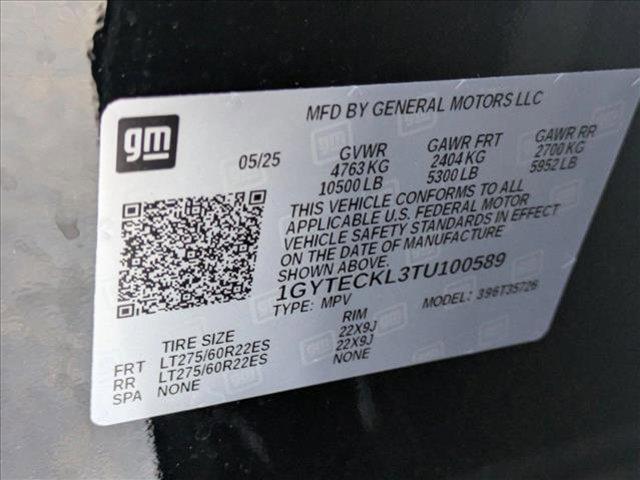 gm
MFD BY GENERAL MOTORS LLC
05/25
GVWR GAWR FRT GAWR RR
4763 KG 2404 KG 2700 KG
10500 LB 5300 LB 5952 LB
THIS VEHICLE CONFORMS TO ALL
APPLICABLE U.S. FEDERAL MOTOR
VEHICLE SAFETY STANDARDS IN EFFECT
ON THE DATE OF MANUFACTURE
SHOWN ABOVE.
1GYTECKL3TU100589
TYPE: MPV MODEL: 396T35726
TIRE SIZE RIM
FRT LT275/60R22ES 22X9J
RR LT275/60R22ES 22X9J
SPA NONE NONE